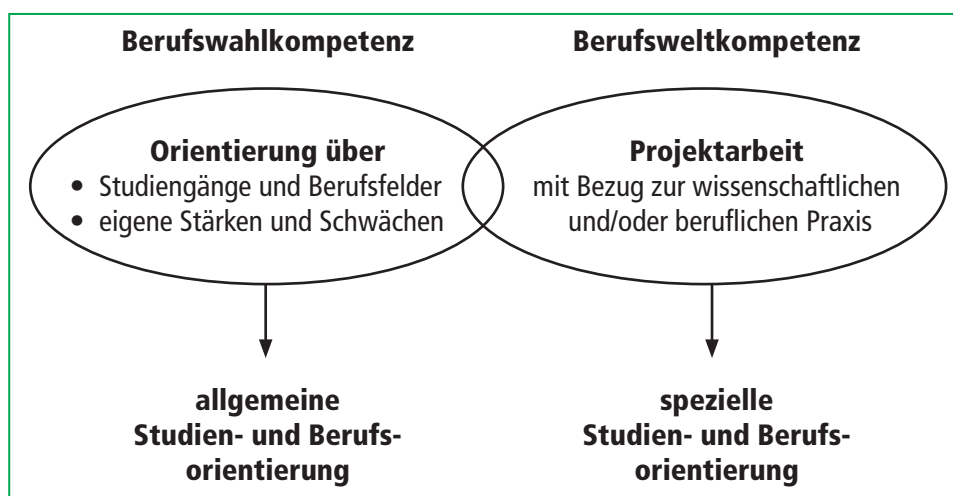 Berufswahlkompetenz
Orientierung über
• Studiengänge und Berufsfelder
• eigene Stärken und Schwächen
allgemeine
Studien- und Berufs-
orientierung
Berufsweltkompetenz
Projektarbeit
mit Bezug zur wissenschaftlichen
und/oder beruflichen Praxis
spezielle
Studien- und Berufs-
orientierung